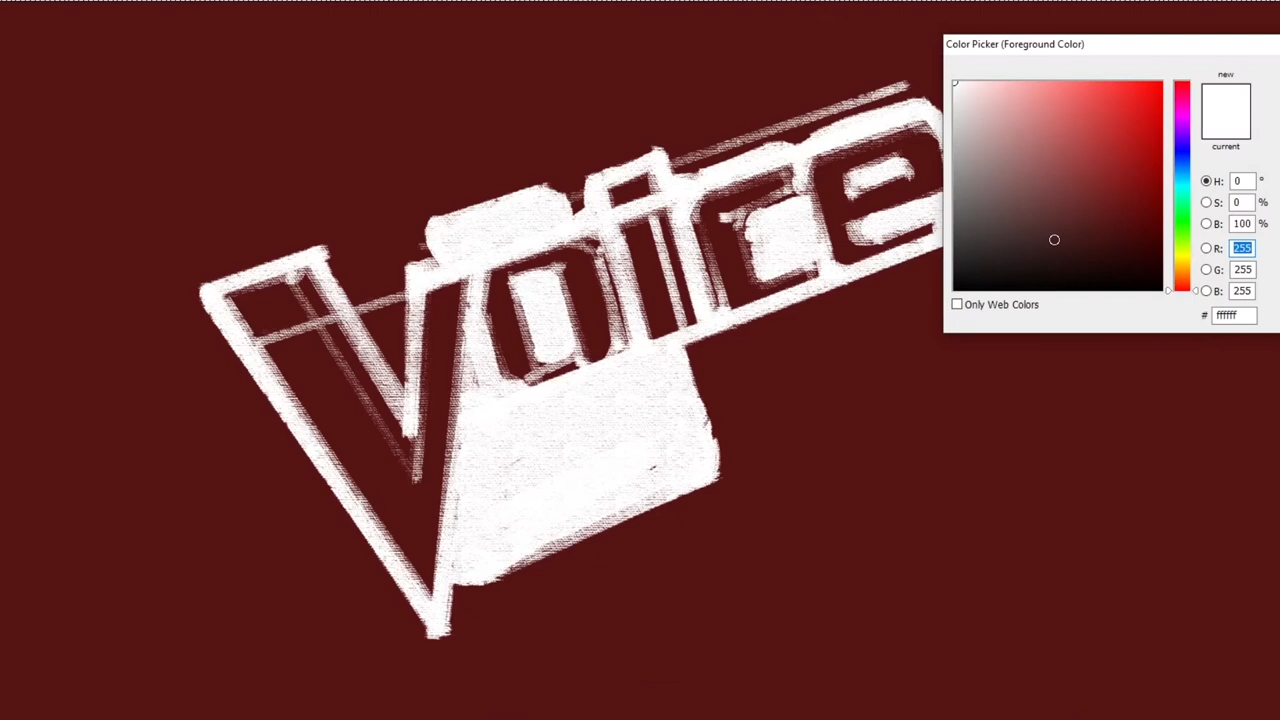 Voice
Color Picker (Foreground Color)
new
current
H: 0 °
S: 0 %
B: 100 %
R: 255
G: 255
B: 255
Only Web Colors
# ffffff